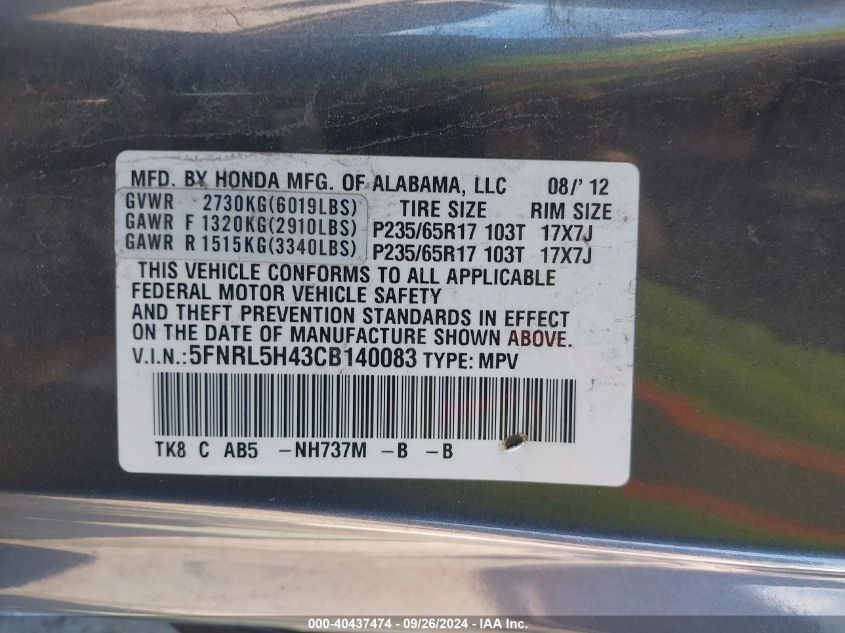 MFD. BY HONDA MFG. OF ALABAMA, LLC 08/'12
GVWR 2730KG(6019LBS) TIRE SIZE RIM SIZE
GAWR F 1320KG(2910LBS) P235/65R17 103T 17X7J
GAWR R 1515KG(3340LBS) P235/65R17 103T 17X7J
THIS VEHICLE CONFORMS TO ALL APPLICABLE
FEDERAL MOTOR VEHICLE SAFETY
AND THEFT PREVENTION STANDARDS IN EFFECT
ON THE DATE OF MANUFACTURE SHOWN ABOVE.
V.I.N.:5FNRL5H43CB140083 TYPE: MPV
TK8 C AB5 -NH737M -B -B
000-40437474 - 09/26/2024 - IAA Inc.